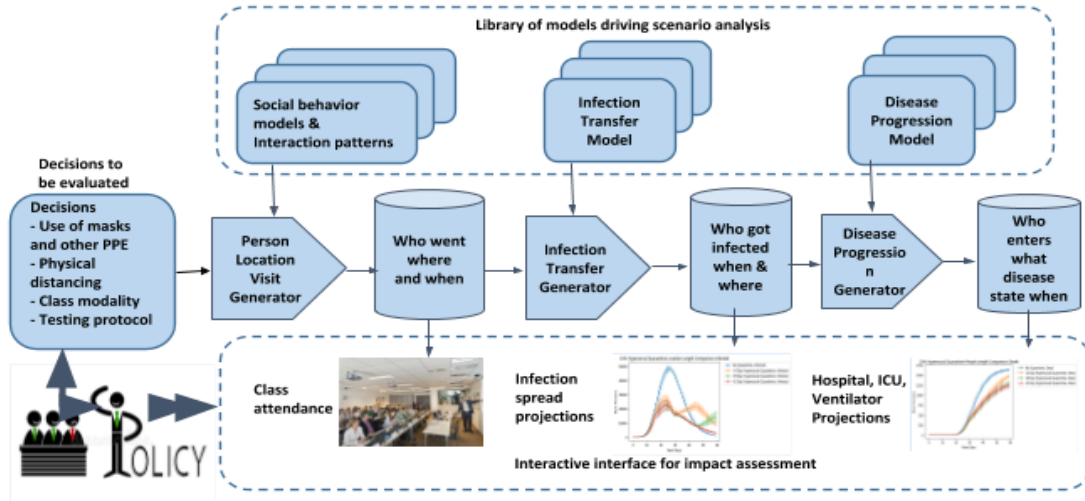 Library of models driving scenario analysis
Social behavior
models &
Interaction patterns
Infection
Transfer
Model
Disease
Progression
Model
Decisions to
be evaluated
Decisions
- Use of masks
and other PPE
- Physical
distancing
- Class modality
- Testing protocol
Person
Location
Visit
Generator
Who went
where
and when
Infection
Transfer
Generator
Who got
infected
when &
where
Disease
Progressio
n
Generator
Who
enters
what
disease
state when
Class
attendance
Infection
spread
projections
Hospital, ICU,
Ventilator
Projections
Interactive interface for impact assessment
POLICY